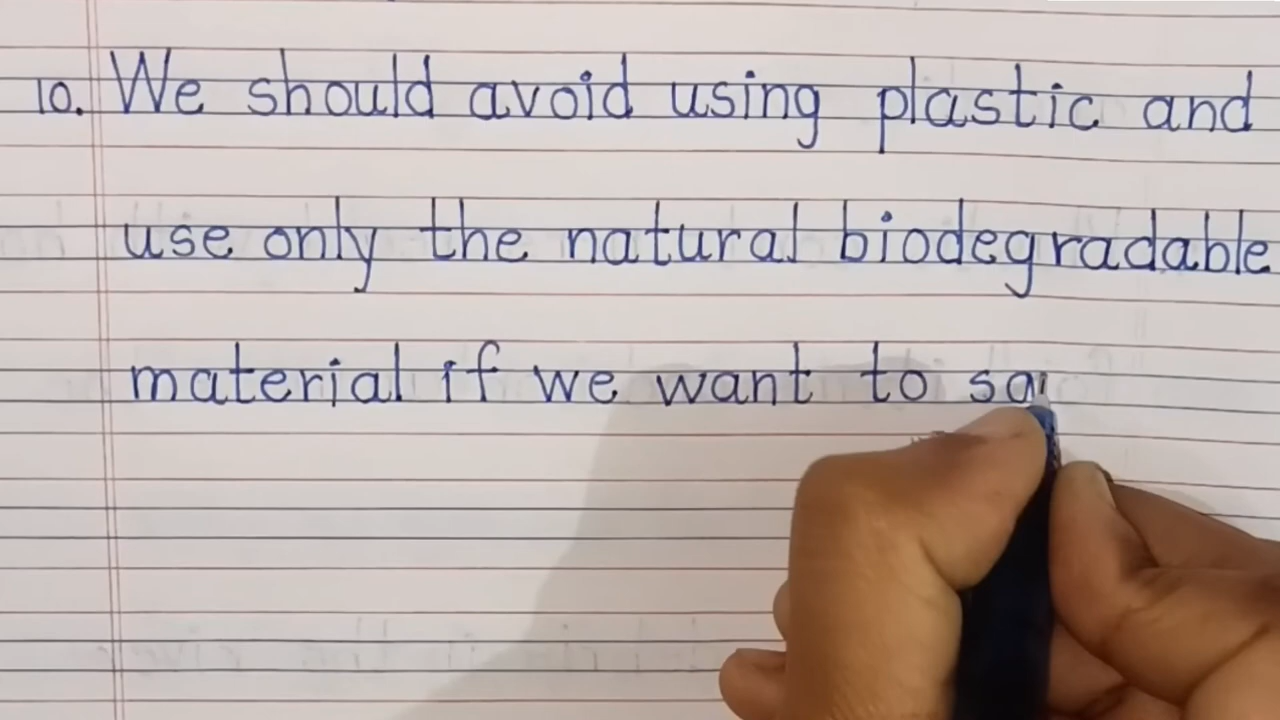 10. We should avoid using plastic and
use only the natural biodegradable
material if we want to sa